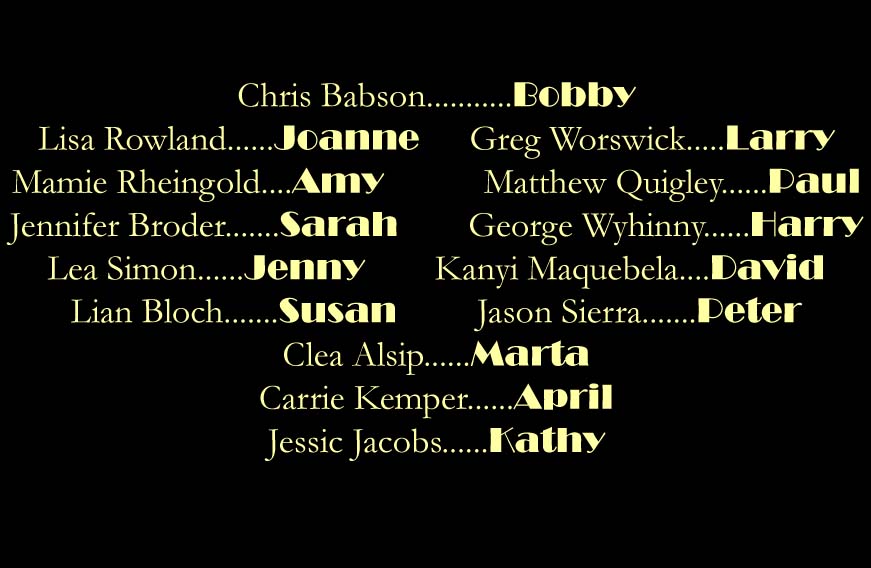 Chris Babson...........Bobby
Lisa Rowland......Joanne Greg Worswick.....Larry
Mamie Rheingold....Amy Matthew Quigley......Paul
Jennifer Broder.......Sarah George Wyhinny......Harry
Lea Simon......Jenny Kanyi Maquebela....David
Lian Bloch.......Susan Jason Sierra.......Peter
Clea Alsip......Marta
Carrie Kemper......April
Jessic Jacobs......Kathy